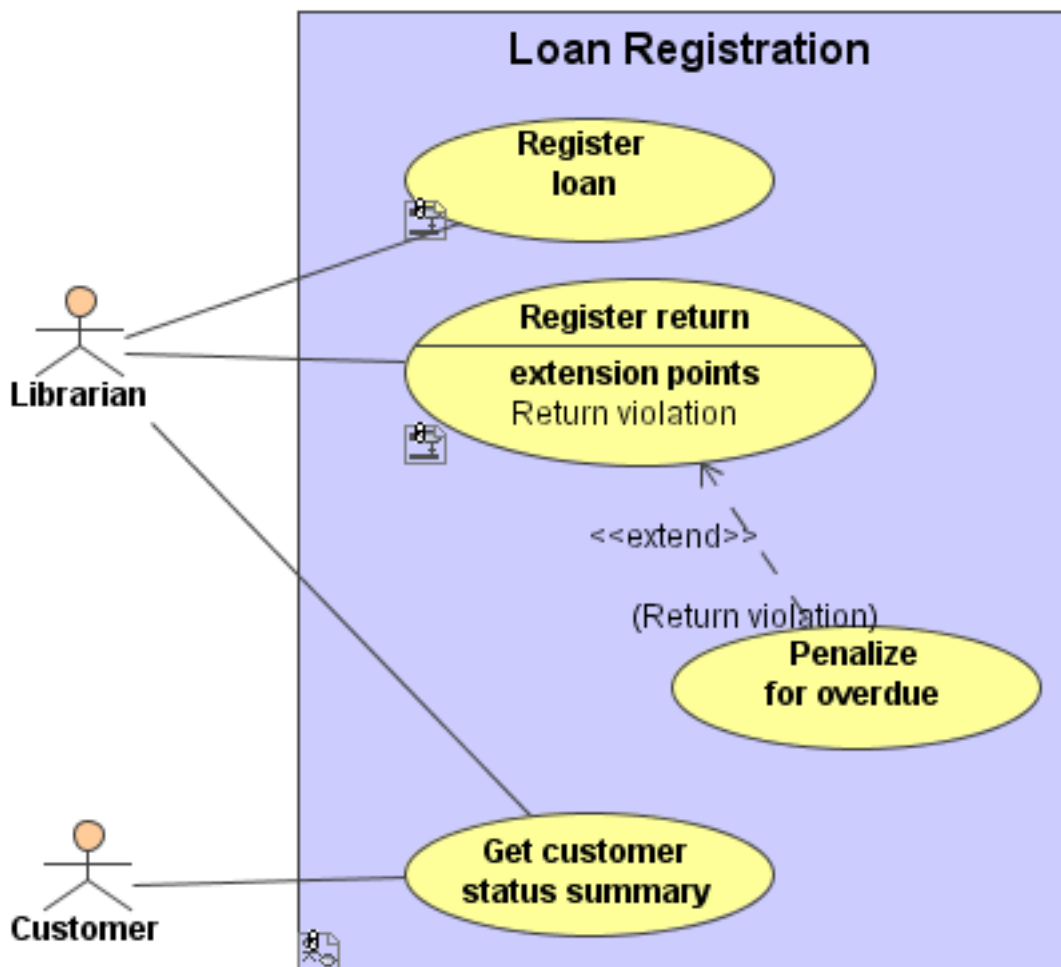 Loan Registration
Register
loan
Register return
extension points
Return violation
Librarian
<<extend>>
(Return violation)
Penalize
for overdue
Get customer
status summary
Customer